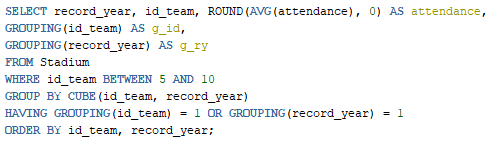 SELECT record_year, id_team, ROUND(AVG(attendance), 0) AS attendance,
GROUPING(id_team) AS g_id,
GROUPING(record_year) AS g_ry
FROM Stadium
WHERE id_team BETWEEN 5 AND 10
GROUP BY CUBE(id_team, record_year)
HAVING GROUPING(id_team) = 1 OR GROUPING(record_year) = 1
ORDER BY id_team, record_year;